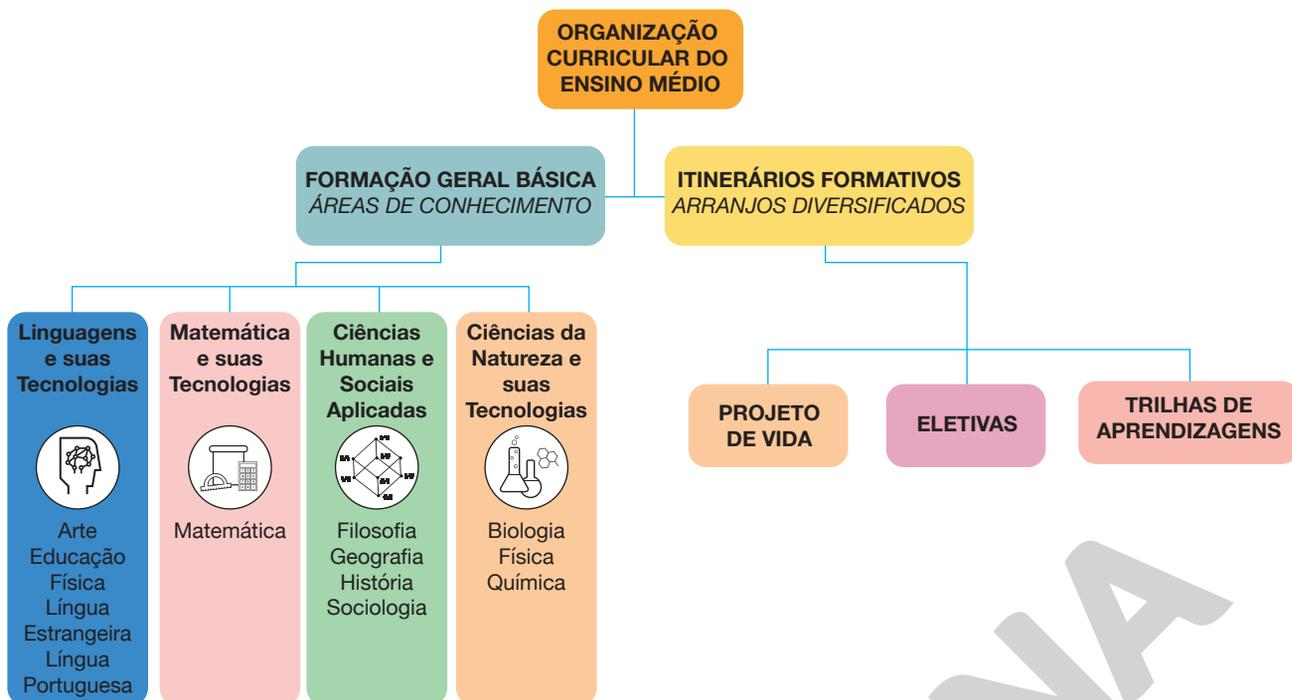 ORGANIZAÇÃO
CURRICULAR DO
ENSINO MÉDIO
FORMAÇÃO GERAL BÁSICA
ÁREAS DE CONHECIMENTO
ITINERÁRIOS FORMATIVOS
ARRANJOS DIVERSIFICADOS
Linguagens
e suas
Tecnologias
Arte
Educação
Física
Língua
Estrangeira
Língua
Portuguesa
Matemática
e suas
Tecnologias
Matemática
Ciências
Humanas e
Sociais
Aplicadas
Filosofia
Geografia
História
Sociologia
Ciências da
Natureza e
suas
Tecnologias
Biologia
Física
Química
PROJETO
DE VIDA
ELETIVAS
TRILHAS DE
APRENDIZAGENS